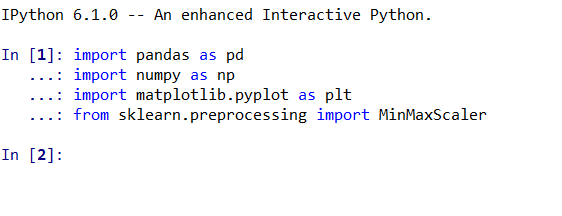 IPython 6.1.0 -- An enhanced Interactive Python.
In [1]: import pandas as pd
   ...: import numpy as np
   ...: import matplotlib.pyplot as plt
   ...: from sklearn.preprocessing import MinMaxScaler
In [2]: